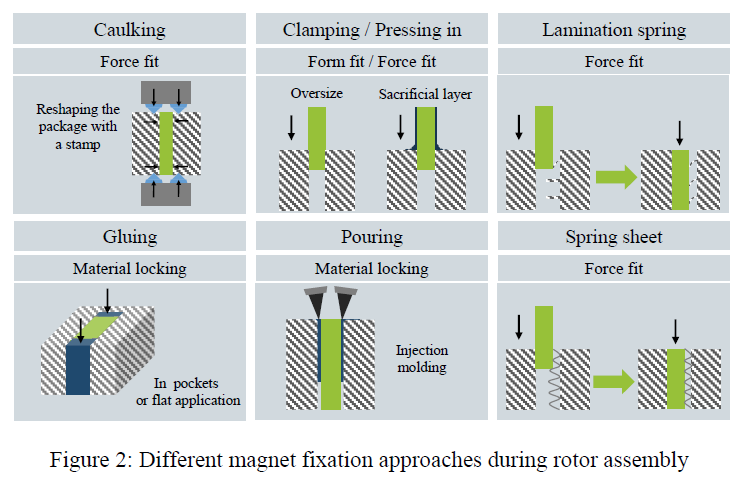 Caulking
Force fit
Reshaping the
package with
a stamp
Clamping / Pressing in
Form fit / Force fit
Oversize
Sacrificial layer
Lamination spring
Force fit
Gluing
Material locking
In pockets
or flat application
Pouring
Material locking
Injection
molding
Spring sheet
Force fit
Figure 2: Different magnet fixation approaches during rotor assembly